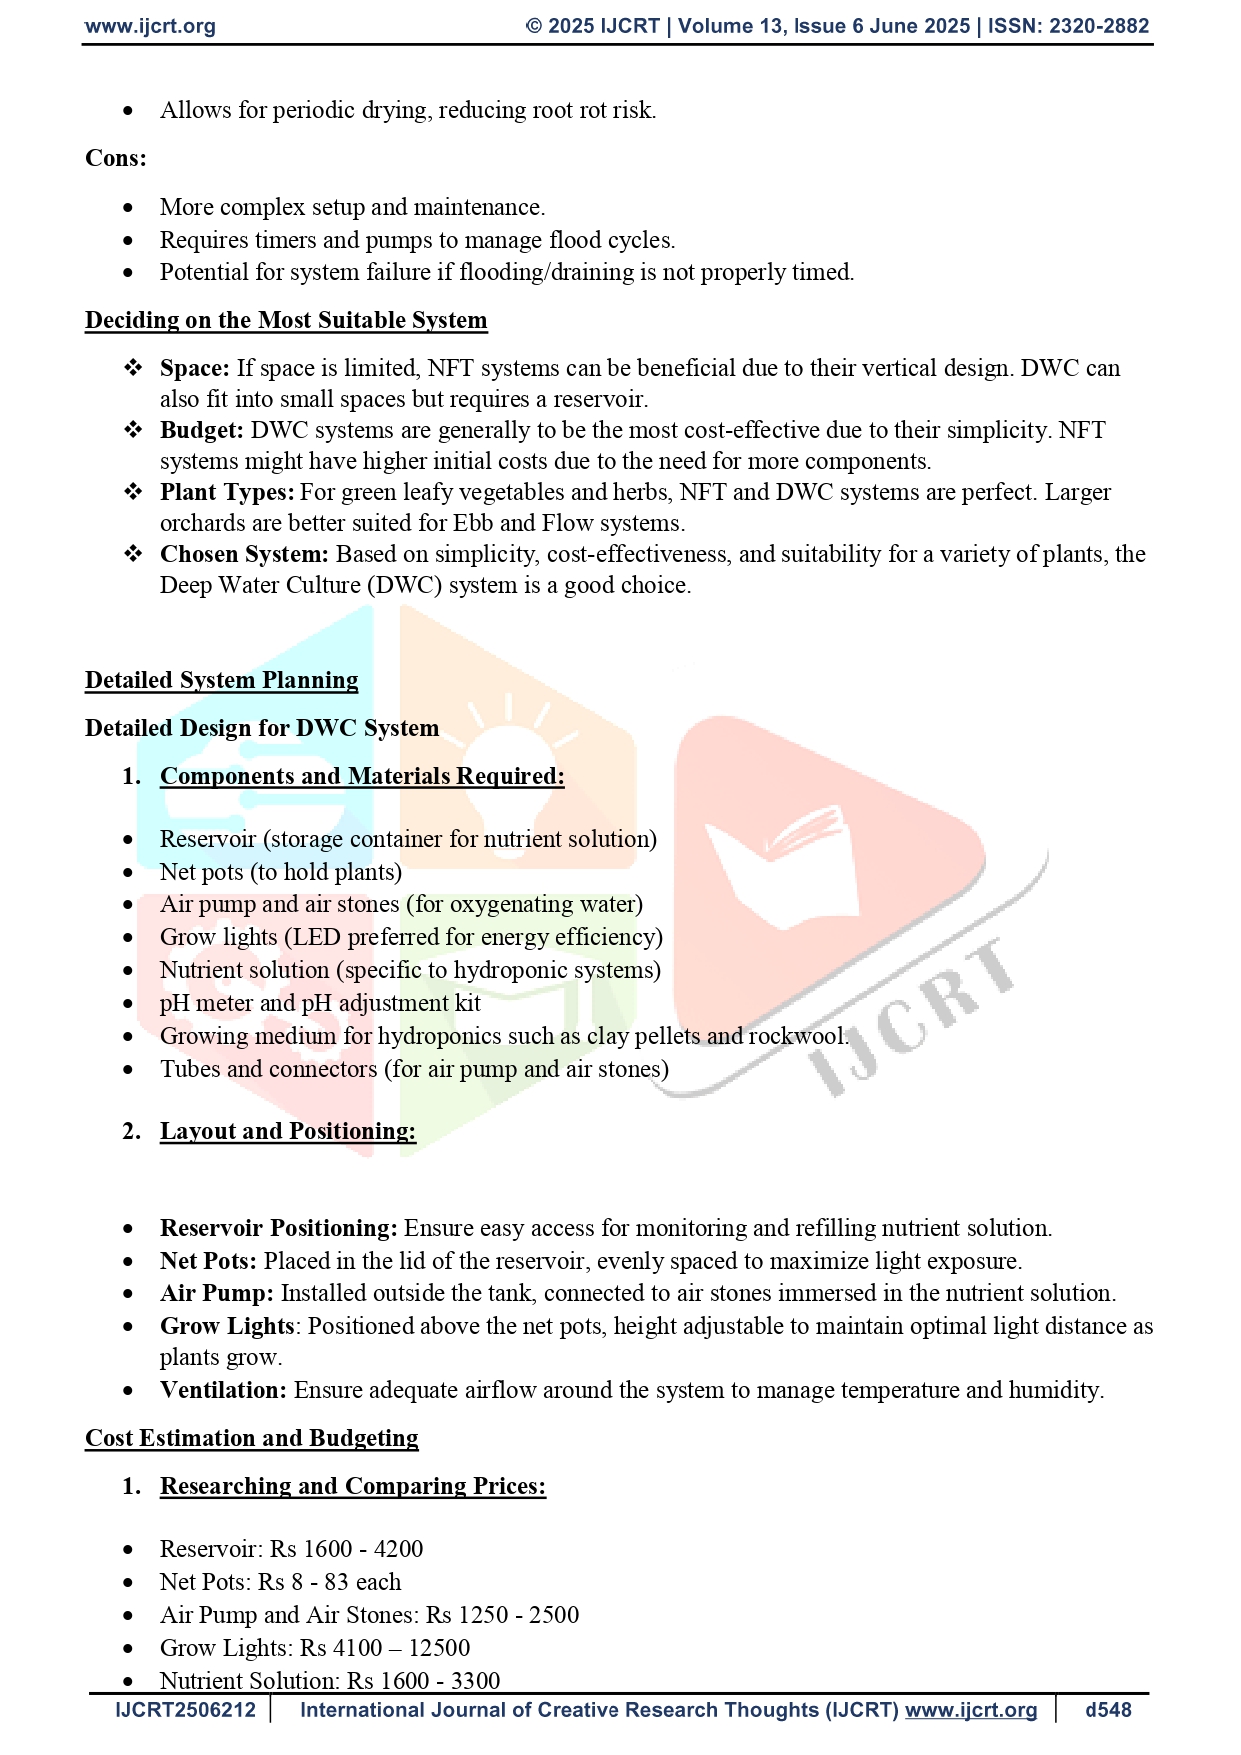 www.ijcrt.org © 2025 IJCRT | Volume 13, Issue 6 June 2025 | ISSN: 2320-2882
• Allows for periodic drying, reducing root rot risk.
Cons:
• More complex setup and maintenance.
• Requires timers and pumps to manage flood cycles.
• Potential for system failure if flooding/draining is not properly timed.
Deciding on the Most Suitable System
❖ Space: If space is limited, NFT systems can be beneficial due to their vertical design. DWC can
also fit into small spaces but requires a reservoir.
❖ Budget: DWC systems are generally to be the most cost-effective due to their simplicity. NFT
systems might have higher initial costs due to the need for more components.
❖ Plant Types: For green leafy vegetables and herbs, NFT and DWC systems are perfect. Larger
orchards are better suited for Ebb and Flow systems.
❖ Chosen System: Based on simplicity, cost-effectiveness, and suitability for a variety of plants, the
Deep Water Culture (DWC) system is a good choice.
Detailed System Planning
Detailed Design for DWC System
1. Components and Materials Required:
• Reservoir (storage container for nutrient solution)
• Net pots (to hold plants)
• Air pump and air stones (for oxygenating water)
• Grow lights (LED preferred for energy efficiency)
• Nutrient solution (specific to hydroponic systems)
• pH meter and pH adjustment kit
• Growing medium for hydroponics such as clay pellets and rockwool.
• Tubes and connectors (for air pump and air stones)
IJCRT
2. Layout and Positioning:
• Reservoir Positioning: Ensure easy access for monitoring and refilling nutrient solution.
• Net Pots: Placed in the lid of the reservoir, evenly spaced to maximize light exposure.
• Air Pump: Installed outside the tank, connected to air stones immersed in the nutrient solution.
• Grow Lights: Positioned above the net pots, height adjustable to maintain optimal light distance as
plants grow.
• Ventilation: Ensure adequate airflow around the system to manage temperature and humidity.
Cost Estimation and Budgeting
1. Researching and Comparing Prices:
• Reservoir: Rs 1600 - 4200
• Net Pots: Rs 8 - 83 each
• Air Pump and Air Stones: Rs 1250 - 2500
• Grow Lights: Rs 4100 – 12500
• Nutrient Solution: Rs 1600 - 3300
IJCRT2506212 International Journal of Creative Research Thoughts (IJCRT) www.ijcrt.org d548